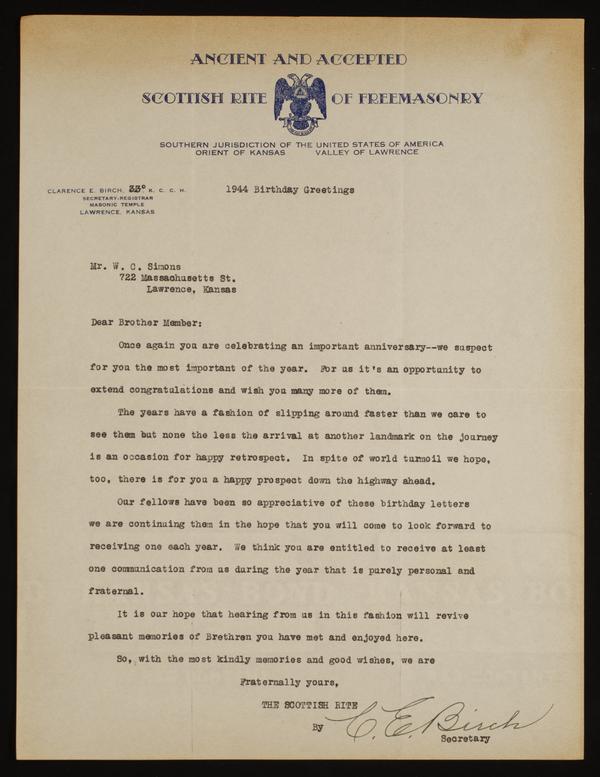 ANCIENT AND ACCEPTED
SCOTTISH RITE OF FREEMASONRY
SOUTHERN JURISDICTION OF THE UNITED STATES OF AMERICA
ORIENT OF KANSAS VALLEY OF LAWRENCE
CLARENCE E. BIRCH, 33° K. C. C. H.
SECRETARY-REGISTRAR
MASONIC TEMPLE
LAWRENCE, KANSAS
1944 Birthday Greetings
Mr. W. C. Simons
722 Massachusetts St.
Lawrence, Kansas
Dear Brother Member:
Once again you are celebrating an important anniversary--we suspect
for you the most important of the year. For us it's an opportunity to
extend congratulations and wish you many more of them.
The years have a fashion of slipping around faster than we care to
see them but none the less the arrival at another landmark on the journey
is an occasion for happy retrospect. In spite of world turmoil we hope,
too, there is for you a happy prospect down the highway ahead.
Our fellows have been so appreciative of these birthday letters
we are continuing them in the hope that you will come to look forward to
receiving one each year. We think you are entitled to receive at least
one communication from us during the year that is purely personal and
fraternal.
It is our hope that hearing from us in this fashion will revive
pleasant memories of Brethren you have met and enjoyed here.
So, with the most kindly memories and good wishes, we are
Fraternally yours,
THE SCOTTISH RITE
By C. E. Birch
Secretary